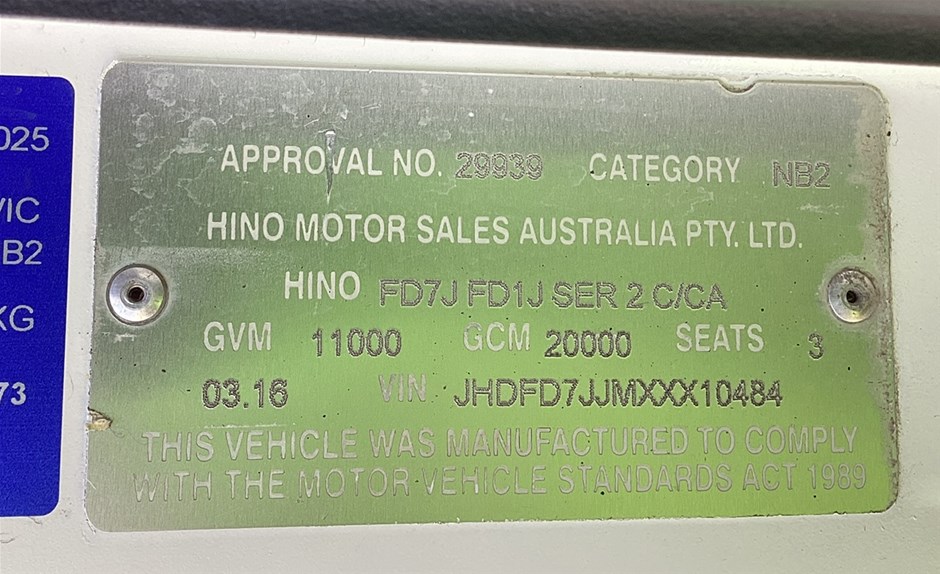 025
VIC
B2
KG
73
APPROVAL NO. 29939 CATEGORY NB2
HINO MOTOR SALES AUSTRALIA PTY. LTD.
HINO FD7J FD1J SER 2 C/CA
GVM 11000 GCM 20000 SEATS 3
03.16 VIN JHDFD7JJMXXX10484
THIS VEHICLE WAS MANUFACTURED TO COMPLY
WITH THE MOTOR VEHICLE STANDARDS ACT 1989